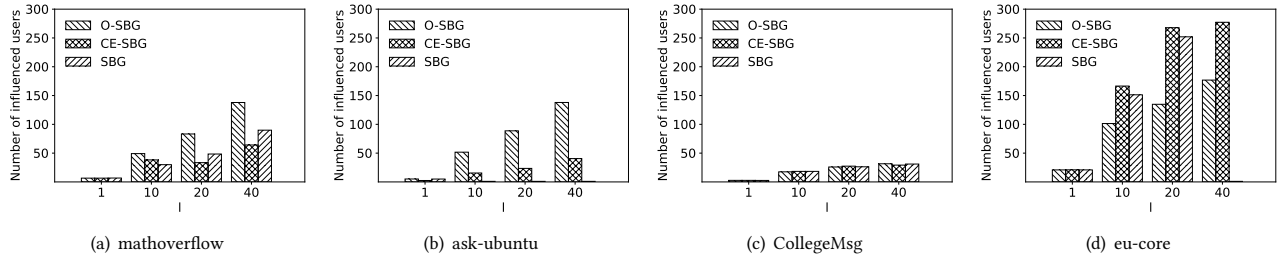 Number of influenced users
300
250
200
150
100
50
O-SBG
CE-SBG
SBG
1 10 20 40
l
(a) mathoverflow
Number of influenced users
300
250
200
150
100
50
O-SBG
CE-SBG
SBG
1 10 20 40
l
(b) ask-ubuntu
Number of influenced users
300
250
200
150
100
50
O-SBG
CE-SBG
SBG
1 10 20 40
l
(c) CollegeMsg
Number of influenced users
300
250
200
150
100
50
O-SBG
CE-SBG
SBG
1 10 20 40
l
(d) eu-core